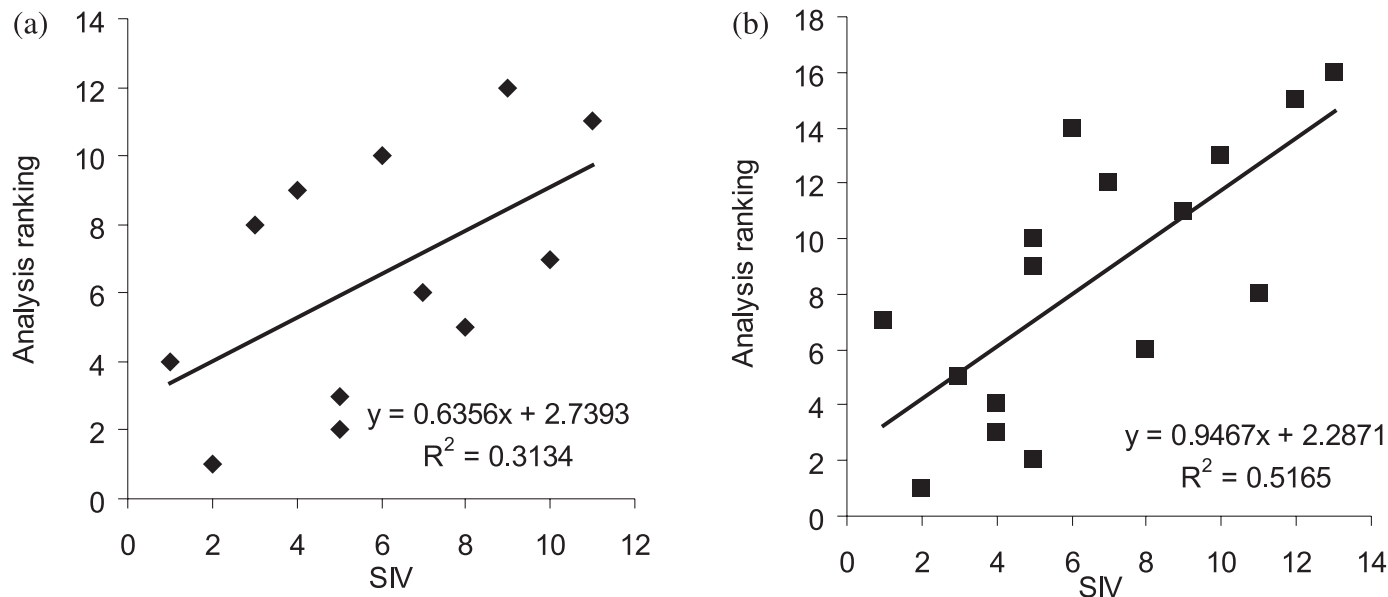 (a)
14
12
10
8
6
4
2
0
Analysis ranking
y = 0.6356x + 2.7393
R² = 0.3134
0 2 4 6 8 10 12
SIV
(b)
18
16
14
12
10
8
6
4
2
0
Analysis ranking
y = 0.9467x + 2.2871
R² = 0.5165
0 2 4 6 8 10 12 14
SIV